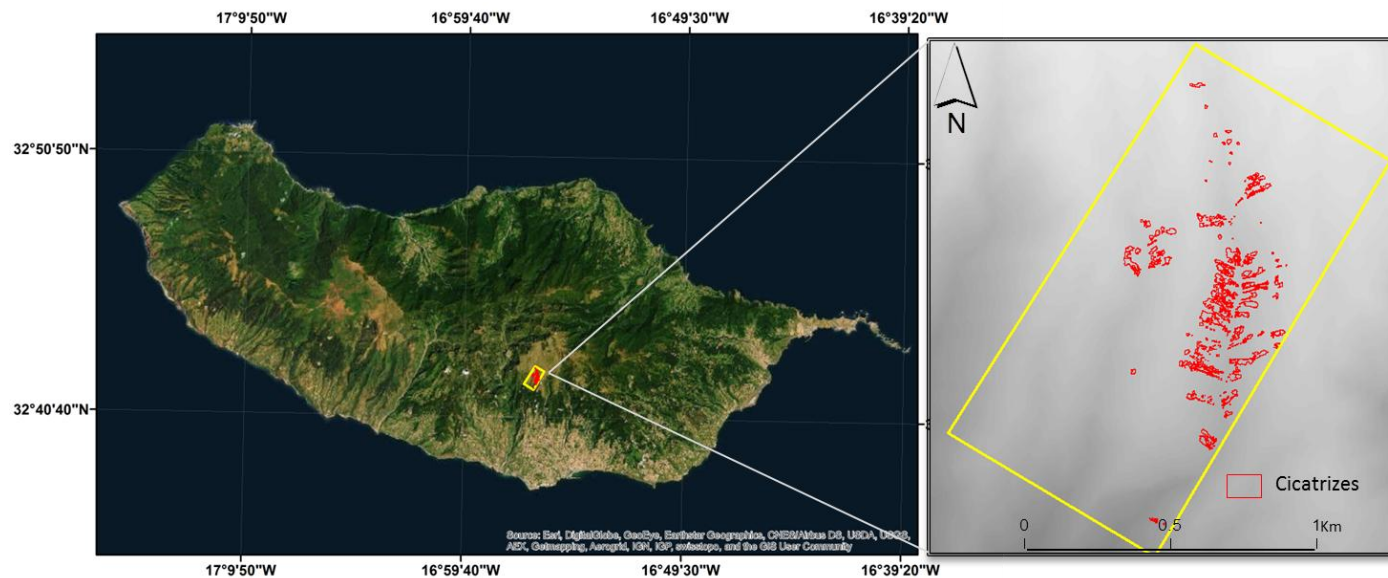 17°9'50"W 16°59'40"W 16°49'30"W 16°39'20"W
N
32°50'50"N
32°40'40"N
Cicatrizes
0 0.5 1Km
Source: Esri, DigitalGlobe, GeoEye, Earthstar Geographics, CNES/Airbus DS, USDA, USGS,
AEX, Getmapping, Aerogrid, IGN, IGP, swisstopo, and the GIS User Community
17°9'50"W 16°59'40"W 16°49'30"W 16°39'20"W